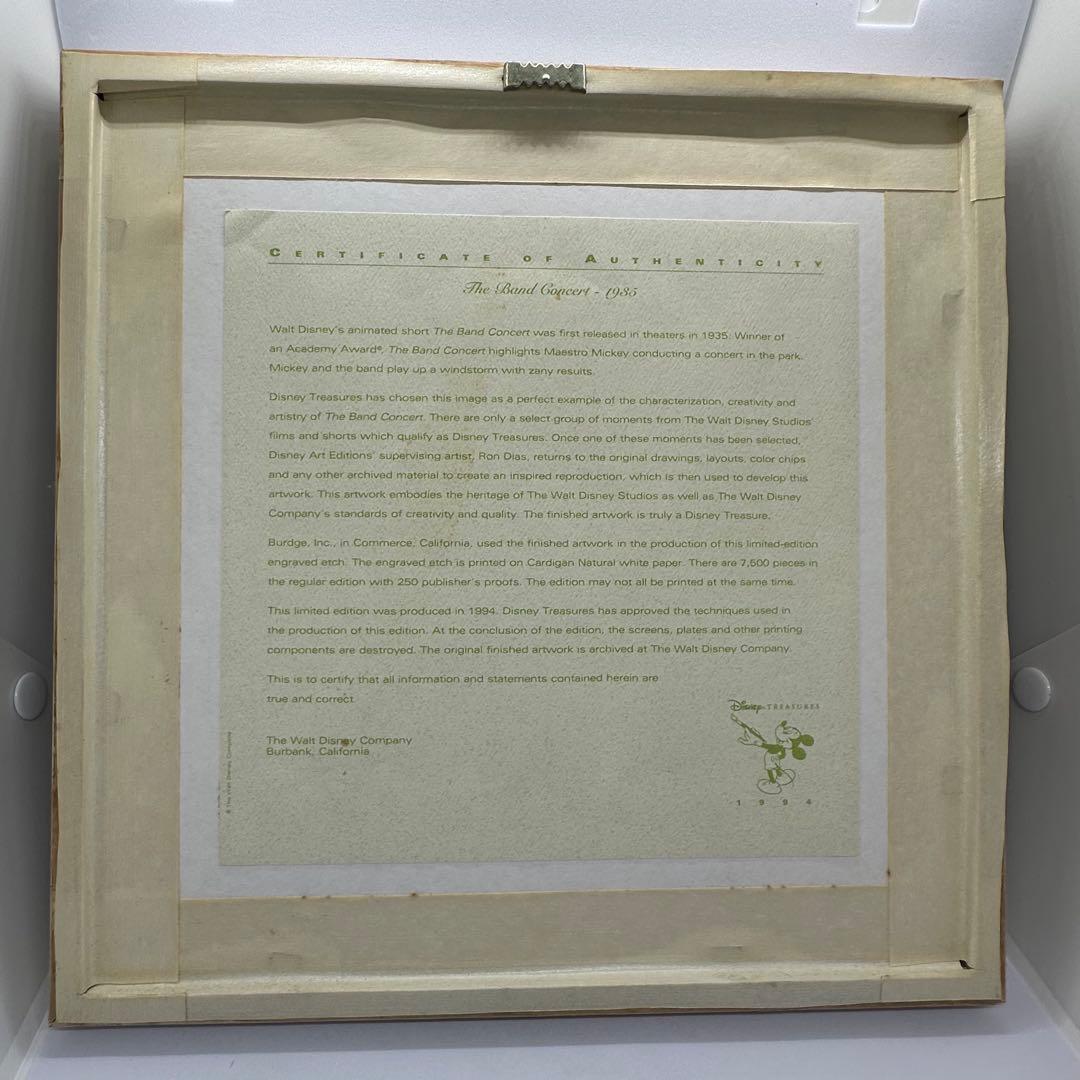 CERTIFICATE OF AUTHENTICITY
The Band Concert - 1935
Walt Disney's animated short The Band Concert was first released in theaters in 1935. Winner of
an Academy Award®, The Band Concert highlights Maestro Mickey conducting a concert in the park.
Mickey and the band play up a windstorm with zany results.
Disney Treasures has chosen this image as a perfect example of the characterization, creativity and
artistry of The Band Concert. There are only a select group of moments from The Walt Disney Studios'
films and shorts which qualify as Disney Treasures. Once one of these moments has been selected,
Disney Art Editions' supervising artist, Ron Dias, returns to the original drawings, layouts, color chips
and any other archived material to create an inspired reproduction, which is then used to develop this
artwork. This artwork embodies the heritage of The Walt Disney Studios as well as The Walt Disney
Company's standards of creativity and quality. The finished artwork is truly a Disney Treasure.
Burdge, Inc., in Commerce, California, used the finished artwork in the production of this limited-edition
engraved etch. The engraved etch is printed on Cardigan Natural white paper. There are 7,500 pieces in
the regular edition with 250 publisher's proofs. The edition may not all be printed at the same time.
This limited edition was produced in 1994. Disney Treasures has approved the techniques used in
the production of this edition. At the conclusion of the edition, the screens, plates and other printing
components are destroyed. The original finished artwork is archived at The Walt Disney Company.
This is to certify that all information and statements contained herein are
true and correct.
The Walt Disney Company
Burbank, California
Disney TREASURES
1994
© The Walt Disney Company